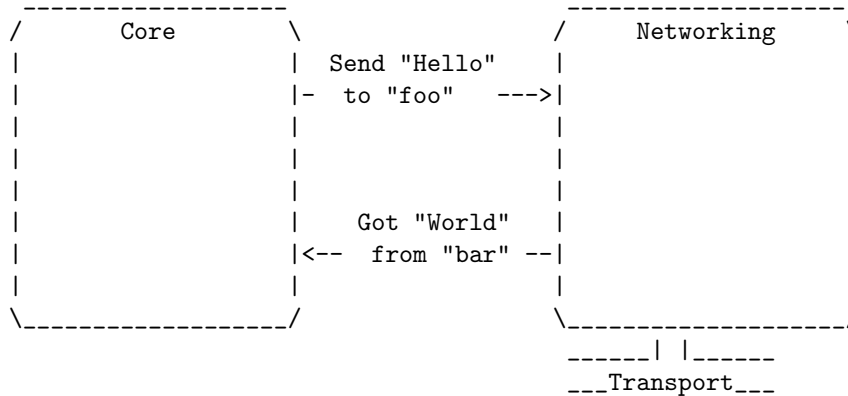 Core Networking
Send "Hello"
to "foo"
Got "World"
from "bar"
Transport